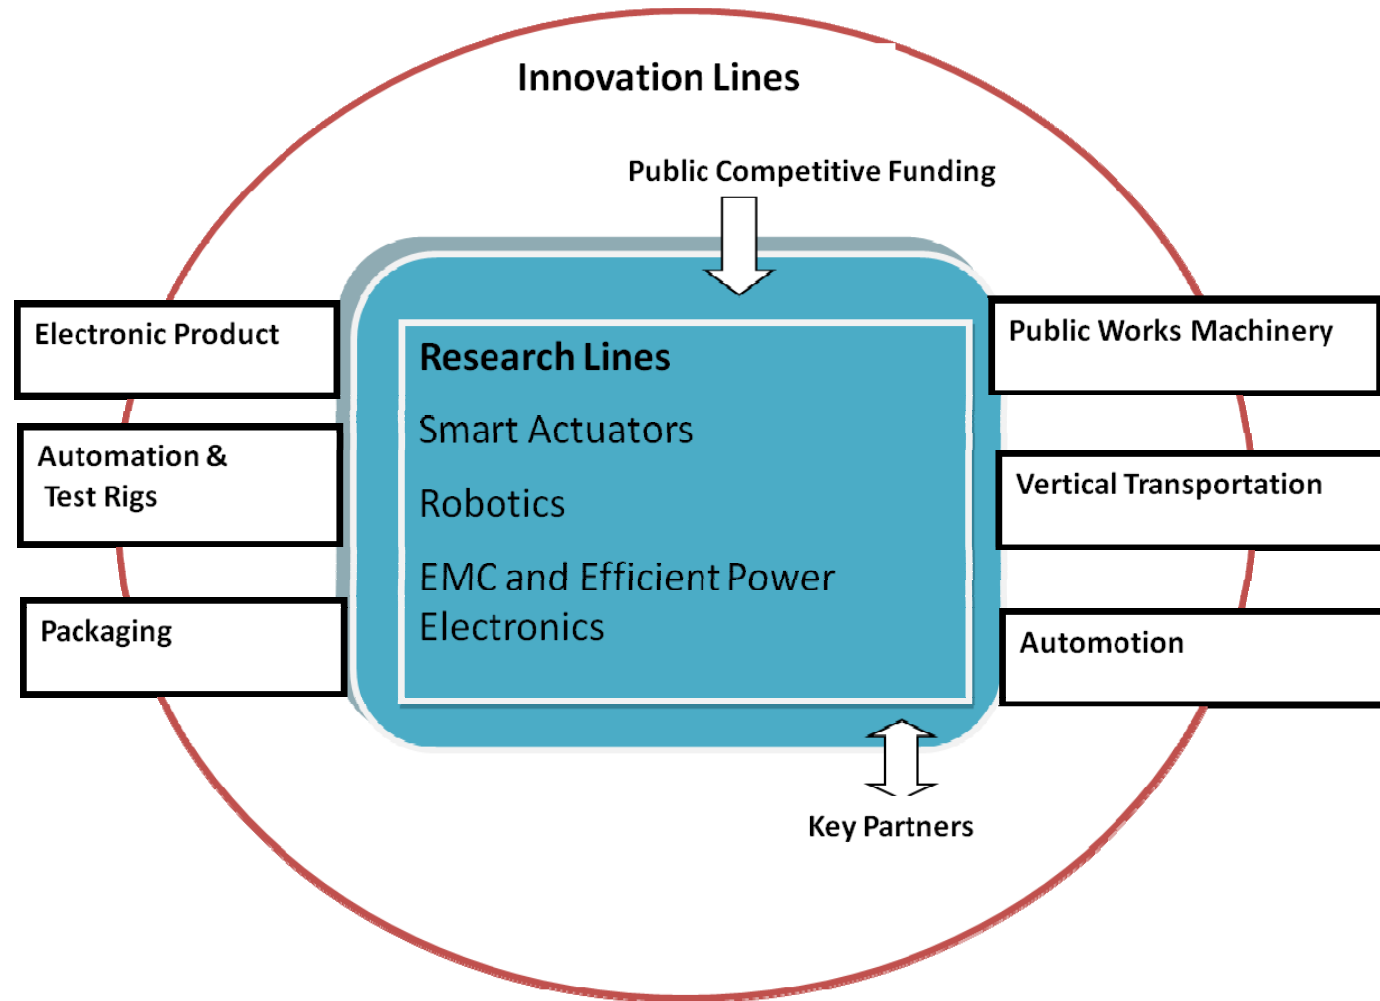 Innovation Lines
Public Competitive Funding
Electronic Product
Automation &
Test Rigs
Packaging
Research Lines
Smart Actuators
Robotics
EMC and Efficient Power
Electronics
Public Works Machinery
Vertical Transportation
Automotion
Key Partners